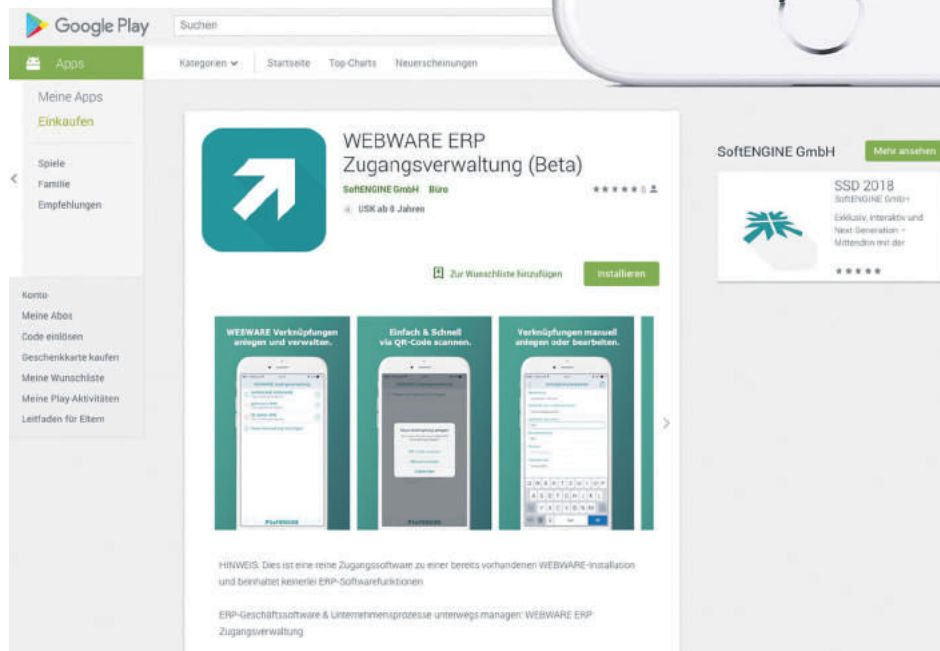 Google Play
Suchen
Apps
Kategorien
Startseite
Top-Charts
Neuerscheinungen
Meine Apps
Einkaufen
Spiele
Familie
Empfehlungen
Konto
Meine Abos
Code einlösen
Geschenkkarte kaufen
Meine Wunschliste
Meine Play-Aktivitäten
Leitfaden für Eltern
WEBWARE ERP
Zugangsverwaltung (Beta)
SoftENGINE GmbH Büro
USK ab 0 Jahren
Zur Wunschliste hinzufügen
Installieren
WEBWARE Verknüpfungen
anlegen und verwalten.
Einfach & Schnell
via QR-Code scannen.
Verknüpfungen manuell
anlegen oder bearbeiten.
HINWEIS: Dies ist eine reine Zugangssoftware zu einer bereits vorhandenen WEBWARE-Installation
und beinhaltet keinerlei ERP-Softwarefunktionen
ERP-Geschäftssoftware & Unternehmensprozesse unterwegs managen: WEBWARE ERP
Zugangsverwaltung
SoftENGINE GmbH
Mehr ansehen
SSD 2018
SoftENGINE GmbH
Exklusiv, interaktiv und
Next Generation –
Mittendrin mit der